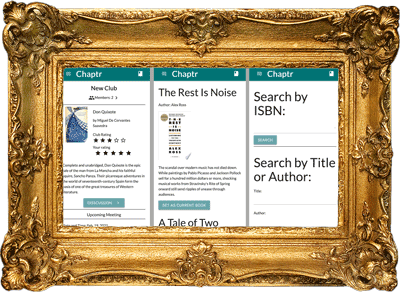 Chaptr
New Club
Members: 2
Don Quixote
by Miguel De Cervantes
Saavedra
Club Rating
Your rating
Complete and unabridged, Don Quixote is the epic
tale of the man from La Mancha and his faithful
squire, Sancho Panza. Their picaresque adventures in
the world of seventeenth-century Spain form the
basis of one of the great treasures of Western
literature.
DISCUSSION
Upcoming Meeting
Chaptr
The Rest Is Noise
Author: Alex Ross
THE
REST
IS
NOISE
The scandal over modern music has not died down.
While paintings by Pablo Picasso and Jackson Pollock
sell for a hundred million dollars or more, shocking
musical works from Stravinsky's Rite of Spring
onward still send ripples of unease through
audiences.
SET AS CURRENT BOOK
A Tale of Two
Chaptr
Search by
ISBN:
SEARCH
Search by Title
or Author:
Title:
Author: